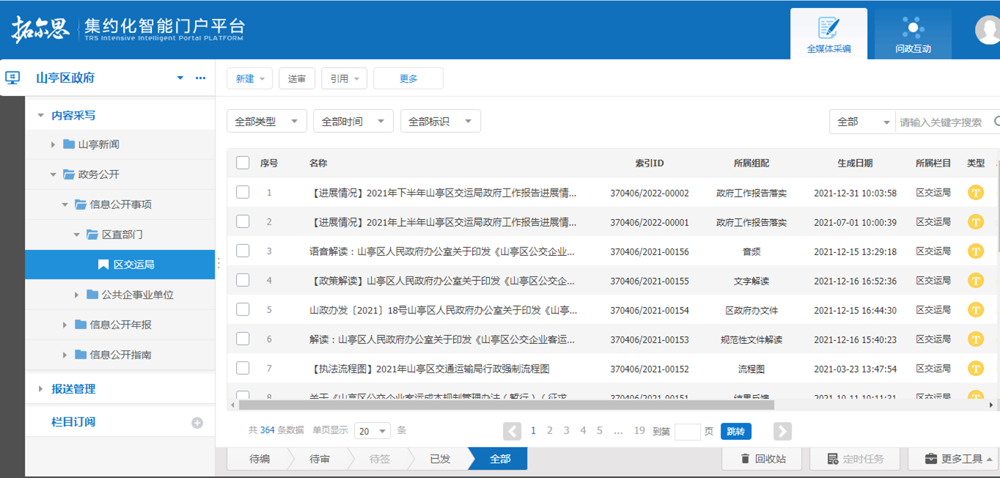 拓尔思 集约化智能门户平台
TRS Intensive Intelligent Portal PLATFORM
全媒体采编 问政互动
山亭区政府 ...
新建 送审 引用 更多
内容采写
山亭新闻
政务公开
信息公开事项
区直部门
区交运局
公共企事业单位
信息公开年报
信息公开指南
报送管理
栏目订阅
全部类型 全部时间 全部标识 全部 请输入关键字搜索
序号 名称 索引ID 所属组配 生成日期 所属栏目 类型
1 【进展情况】2021年下半年山亭区交运局政府工作报告进展情... 370406/2022-00002 政府工作报告落实 2021-12-31 10:03:58 区交运局 T
2 【进展情况】2021年上半年山亭区交运局政府工作报告进展情... 370406/2022-00001 政府工作报告落实 2021-07-01 10:00:39 区交运局 T
3 语音解读：山亭区人民政府办公室关于印发《山亭区公交企业... 370406/2021-00156 音频 2021-12-15 13:29:18 区交运局 T
4 【政策解读】山亭区人民政府办公室关于印发《山亭区公交企... 370406/2021-00155 文字解读 2021-12-16 16:52:36 区交运局 T
5 山政办发〔2021〕18号山亭区人民政府办公室关于印发《山亭... 370406/2021-00154 区政府办文件 2021-12-15 16:44:30 区交运局 T
6 解读：山亭区人民政府办公室关于印发《山亭区公交企业客运... 370406/2021-00153 规范性文件解读 2021-12-16 15:40:23 区交运局 T
7 【执法流程图】2021年山亭区交通运输局行政强制流程图 370406/2021-00152 流程图 2021-03-23 13:47:54 区交运局 T
8 关于《山亭区公交企业客运成本规制管理办法（暂行）（征求... 370406/2021-00151 结果反馈 2021-10-11 10:11:31 区交运局 T
共 364 条数据 单页显示 20 条 1 2 3 4 5 ... 19 到第 页 跳转
待编 待审 待签 已发 全部 回收站 定时任务 更多工具